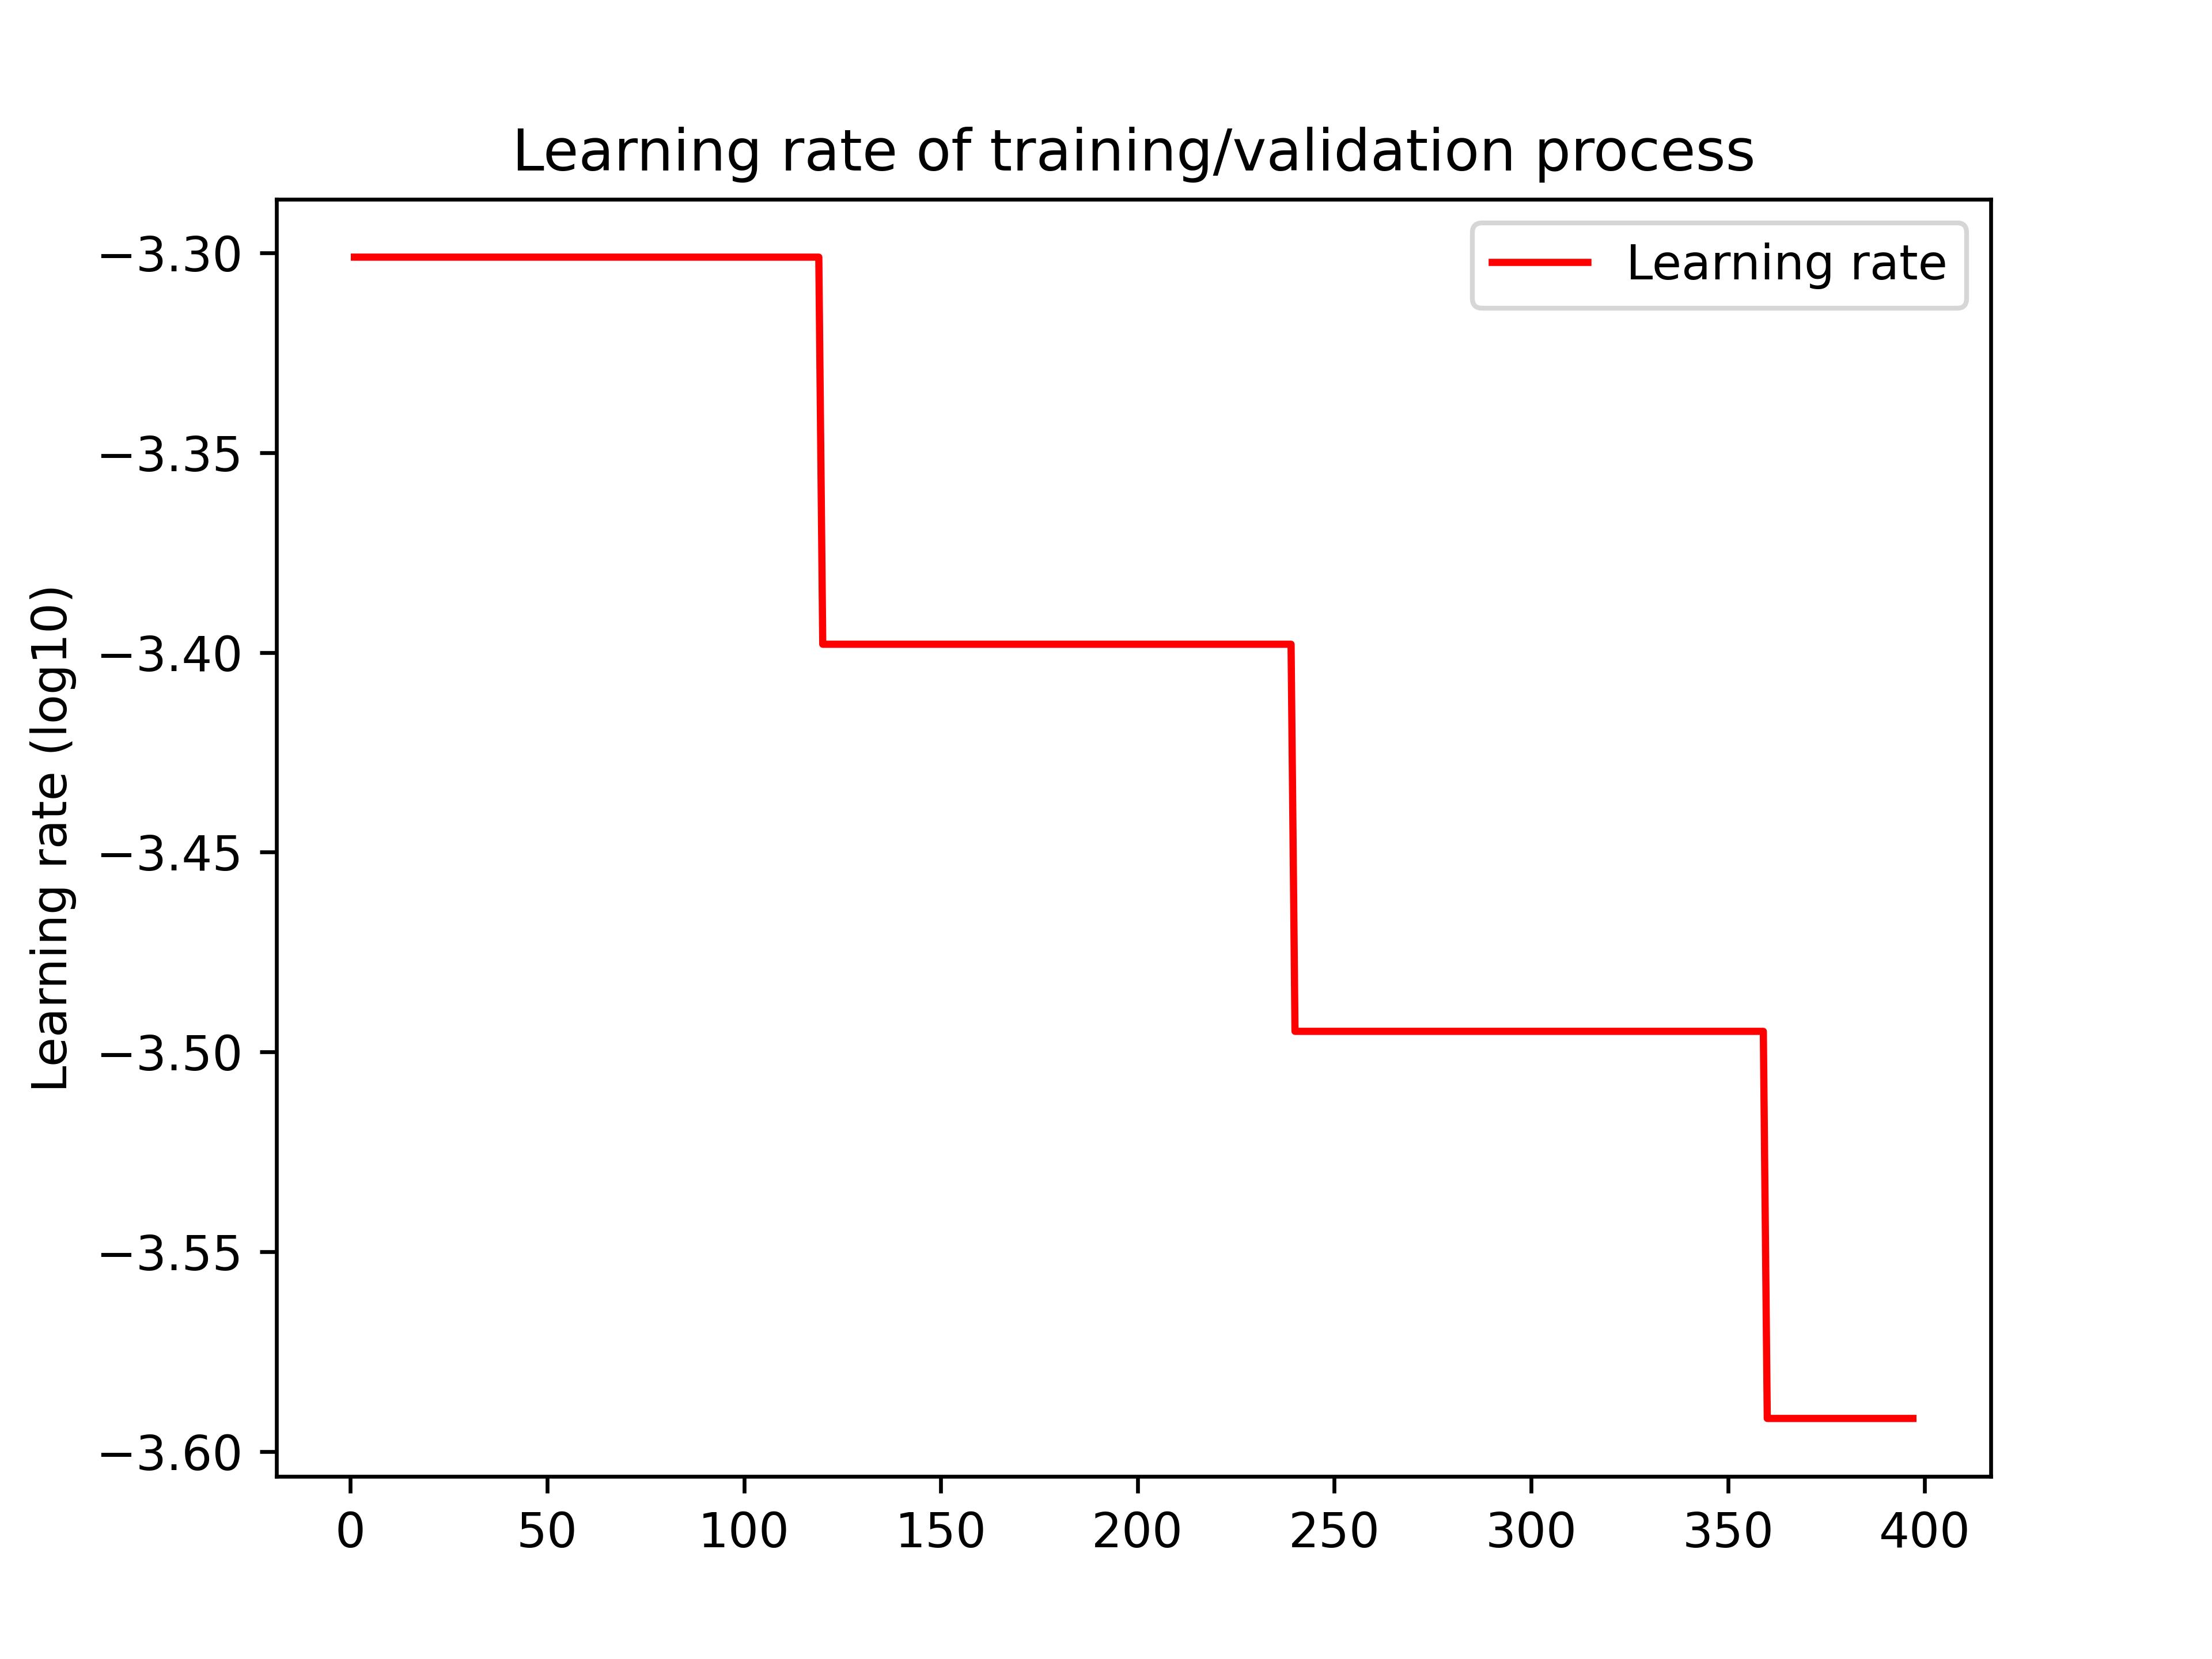 Learning rate of training/validation process
Learning rate
Learning rate (log10)
−3.30
−3.35
−3.40
−3.45
−3.50
−3.55
−3.60
0 50 100 150 200 250 300 350 400